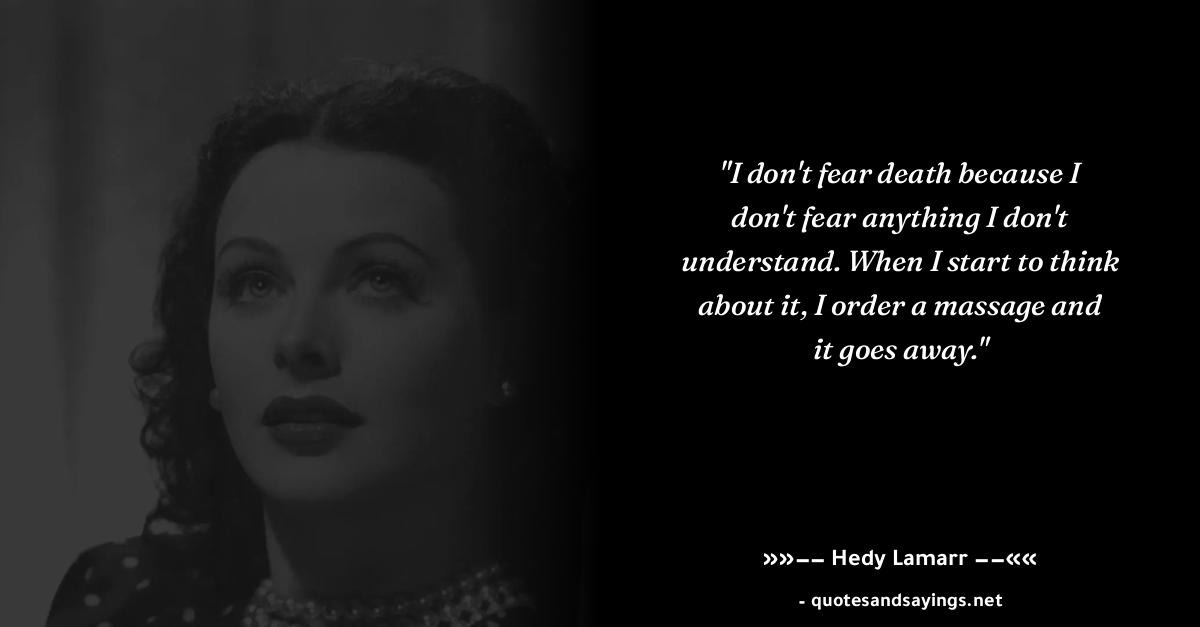 "I don't fear death because I
don't fear anything I don't
understand. When I start to think
about it, I order a massage and
it goes away."
»»–– Hedy Lamarr ––««
- quotesandsayings.net